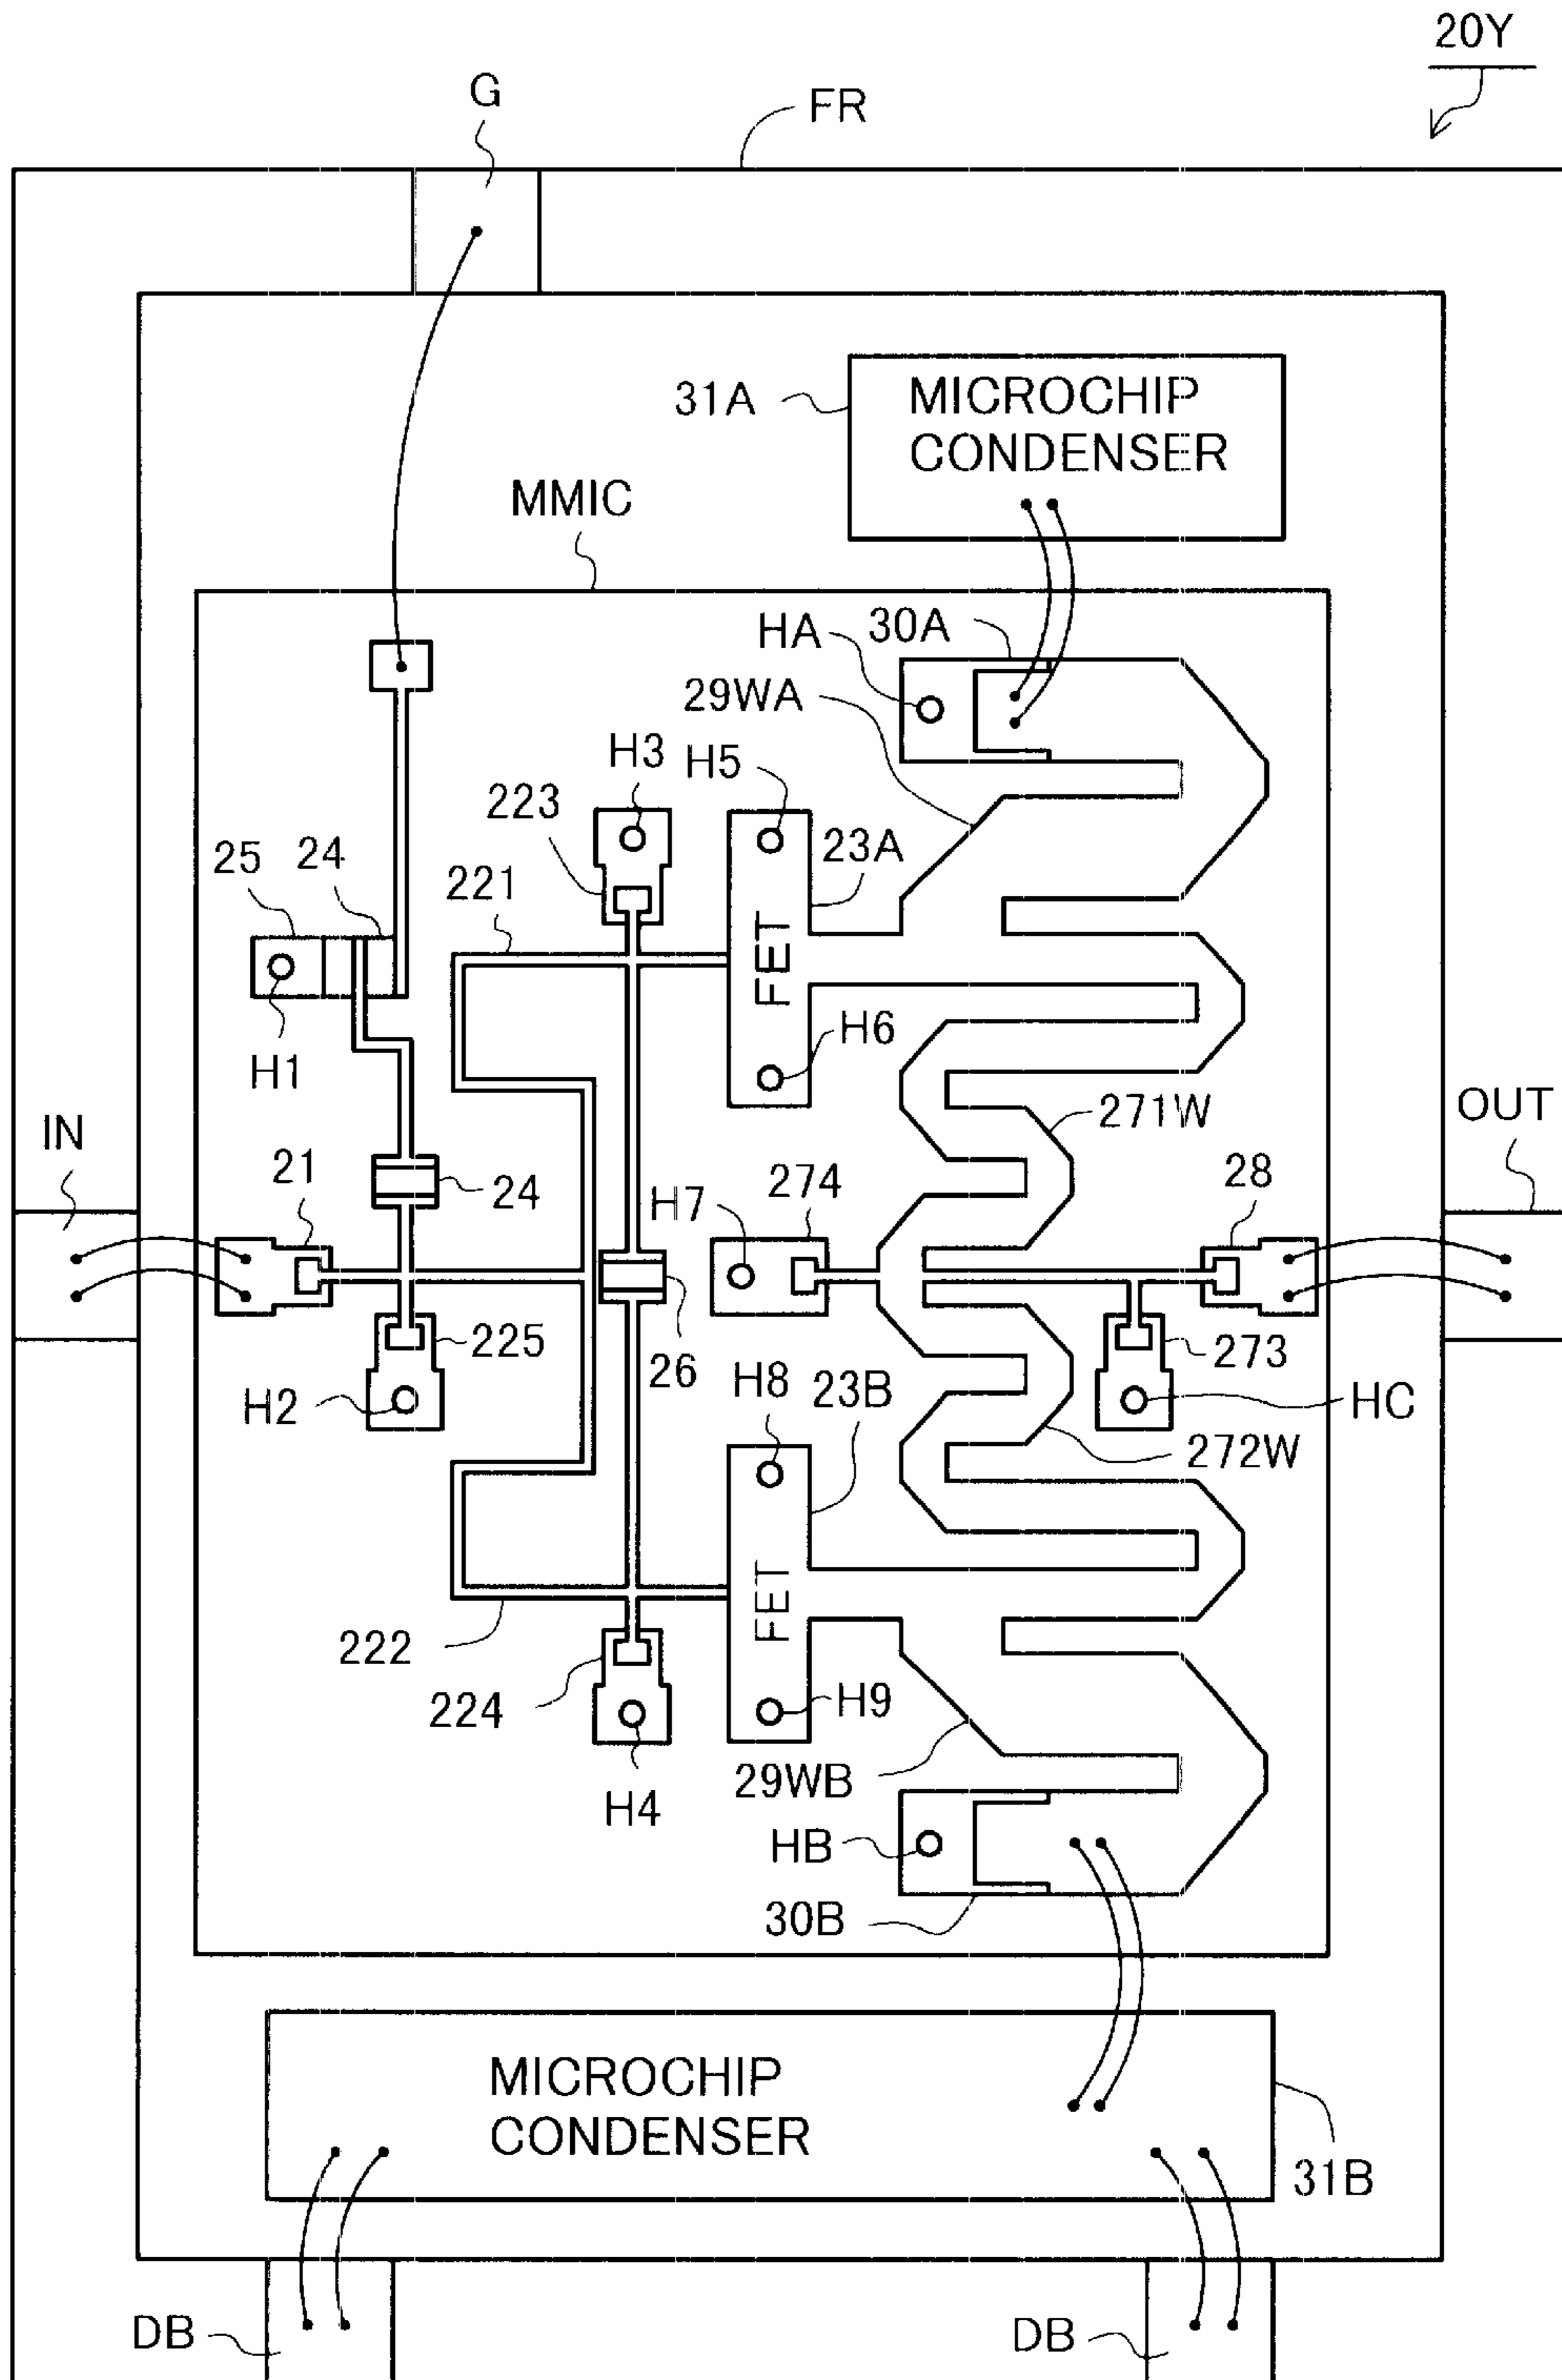 20Y
G
FR
31A
MICROCHIP
CONDENSER
MMIC
HA
30A
29WA
H3
H5
223
23A
25
24
221
FET
H1
H6
271W
IN
OUT
21
24
H7
274
28
225
26
H2
H8
23B
273
HC
272W
FET
222
224
H9
29WB
H4
HB
30B
MICROCHIP
CONDENSER
31B
DB
DB